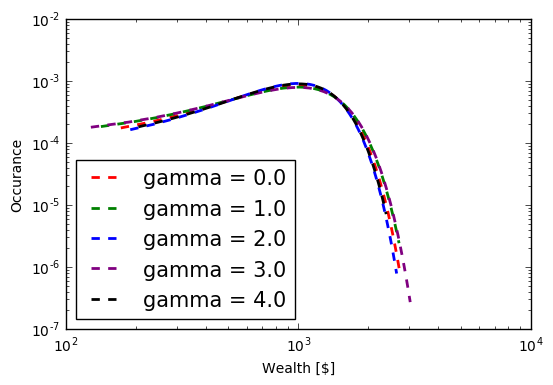 10^-2
10^-3
10^-4
10^-5
10^-6
10^-7
Occurance
gamma = 0.0
gamma = 1.0
gamma = 2.0
gamma = 3.0
gamma = 4.0
10^2
10^3
10^4
Wealth [$]